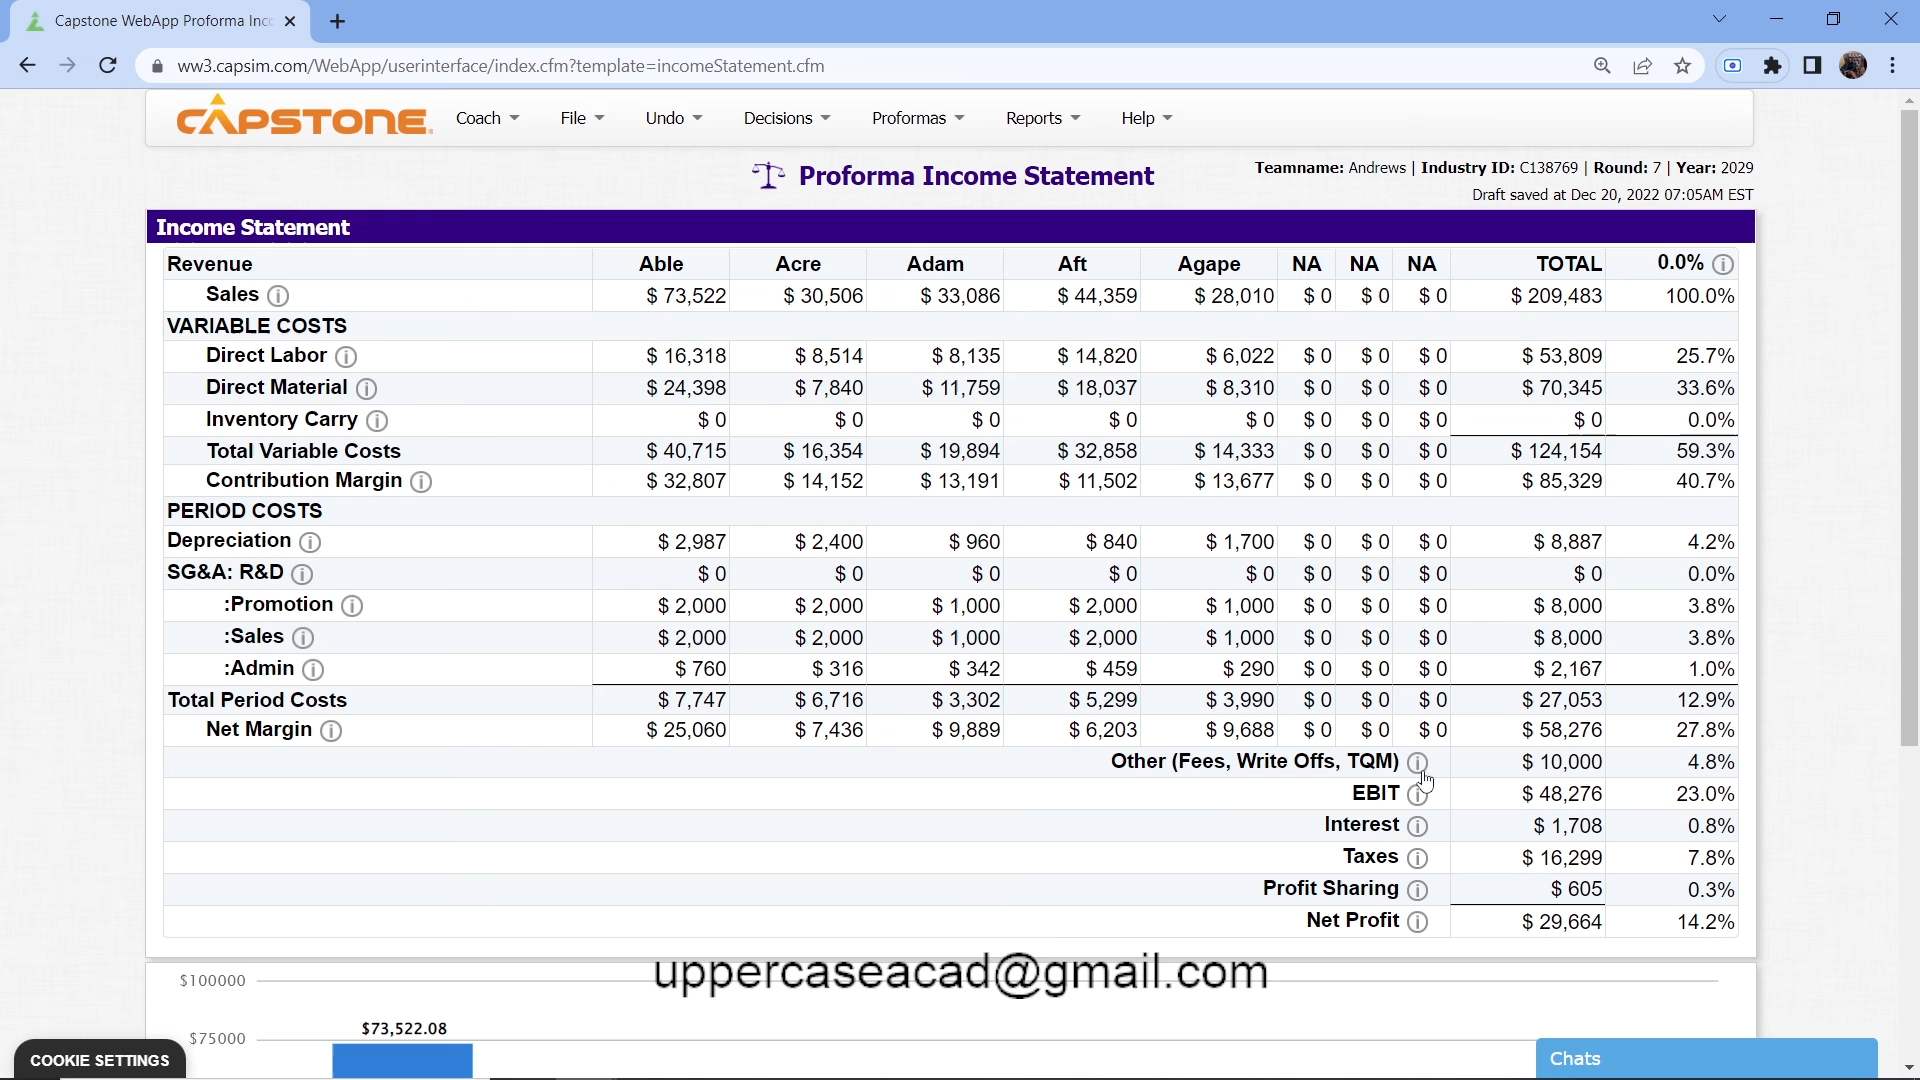 Capstone WebApp Proforma Inc
ww3.capsim.com/WebApp/userinterface/index.cfm?template=incomeStatement.cfm
CAPSTONE Coach File Undo Decisions Proformas Reports Help
Proforma Income Statement
Teamname: Andrews | Industry ID: C138769 | Round: 7 | Year: 2029
Draft saved at Dec 20, 2022 07:05AM EST
Income Statement
Revenue Able Acre Adam Aft Agape NA NA NA TOTAL 0.0%
Sales $ 73,522 $ 30,506 $ 33,086 $ 44,359 $ 28,010 $ 0 $ 0 $ 0 $ 209,483 100.0%
VARIABLE COSTS
Direct Labor $ 16,318 $ 8,514 $ 8,135 $ 14,820 $ 6,022 $ 0 $ 0 $ 0 $ 53,809 25.7%
Direct Material $ 24,398 $ 7,840 $ 11,759 $ 18,037 $ 8,310 $ 0 $ 0 $ 0 $ 70,345 33.6%
Inventory Carry $ 0 $ 0 $ 0 $ 0 $ 0 $ 0 $ 0 $ 0 $ 0 0.0%
Total Variable Costs $ 40,715 $ 16,354 $ 19,894 $ 32,858 $ 14,333 $ 0 $ 0 $ 0 $ 124,154 59.3%
Contribution Margin $ 32,807 $ 14,152 $ 13,191 $ 11,502 $ 13,677 $ 0 $ 0 $ 0 $ 85,329 40.7%
PERIOD COSTS
Depreciation $ 2,987 $ 2,400 $ 960 $ 840 $ 1,700 $ 0 $ 0 $ 0 $ 8,887 4.2%
SG&A: R&D $ 0 $ 0 $ 0 $ 0 $ 0 $ 0 $ 0 $ 0 $ 0 0.0%
:Promotion $ 2,000 $ 2,000 $ 1,000 $ 2,000 $ 1,000 $ 0 $ 0 $ 0 $ 8,000 3.8%
:Sales $ 2,000 $ 2,000 $ 1,000 $ 2,000 $ 1,000 $ 0 $ 0 $ 0 $ 8,000 3.8%
:Admin $ 760 $ 316 $ 342 $ 459 $ 290 $ 0 $ 0 $ 0 $ 2,167 1.0%
Total Period Costs $ 7,747 $ 6,716 $ 3,302 $ 5,299 $ 3,990 $ 0 $ 0 $ 0 $ 27,053 12.9%
Net Margin $ 25,060 $ 7,436 $ 9,889 $ 6,203 $ 9,688 $ 0 $ 0 $ 0 $ 58,276 27.8%
Other (Fees, Write Offs, TQM) $ 10,000 4.8%
EBIT $ 48,276 23.0%
Interest $ 1,708 0.8%
Taxes $ 16,299 7.8%
Profit Sharing $ 605 0.3%
Net Profit $ 29,664 14.2%
uppercaseacad@gmail.com
$100000
$73,522.08
$75000
COOKIE SETTINGS
Chats